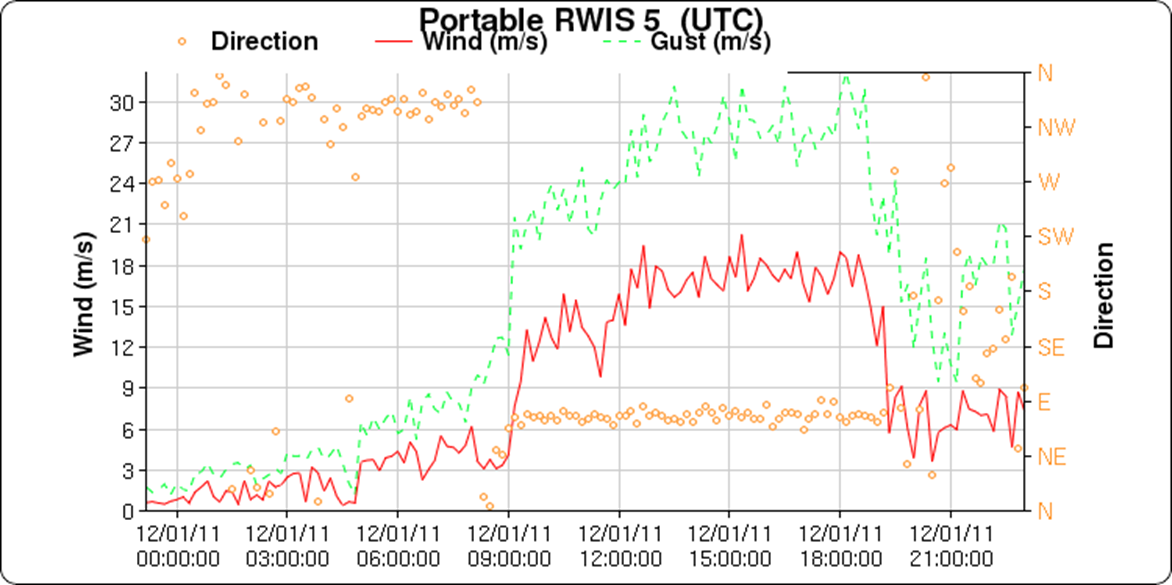 Portable RWIS 5 (UTC)
Direction Wind (m/s) Gust (m/s)
30
27
24
21
18
15
12
9
6
3
0
Wind (m/s)
N
NW
W
SW
S
SE
E
NE
N
Direction
12/01/11 12/01/11 12/01/11 12/01/11 12/01/11 12/01/11 12/01/11 12/01/11
00:00:00 03:00:00 06:00:00 09:00:00 12:00:00 15:00:00 18:00:00 21:00:00